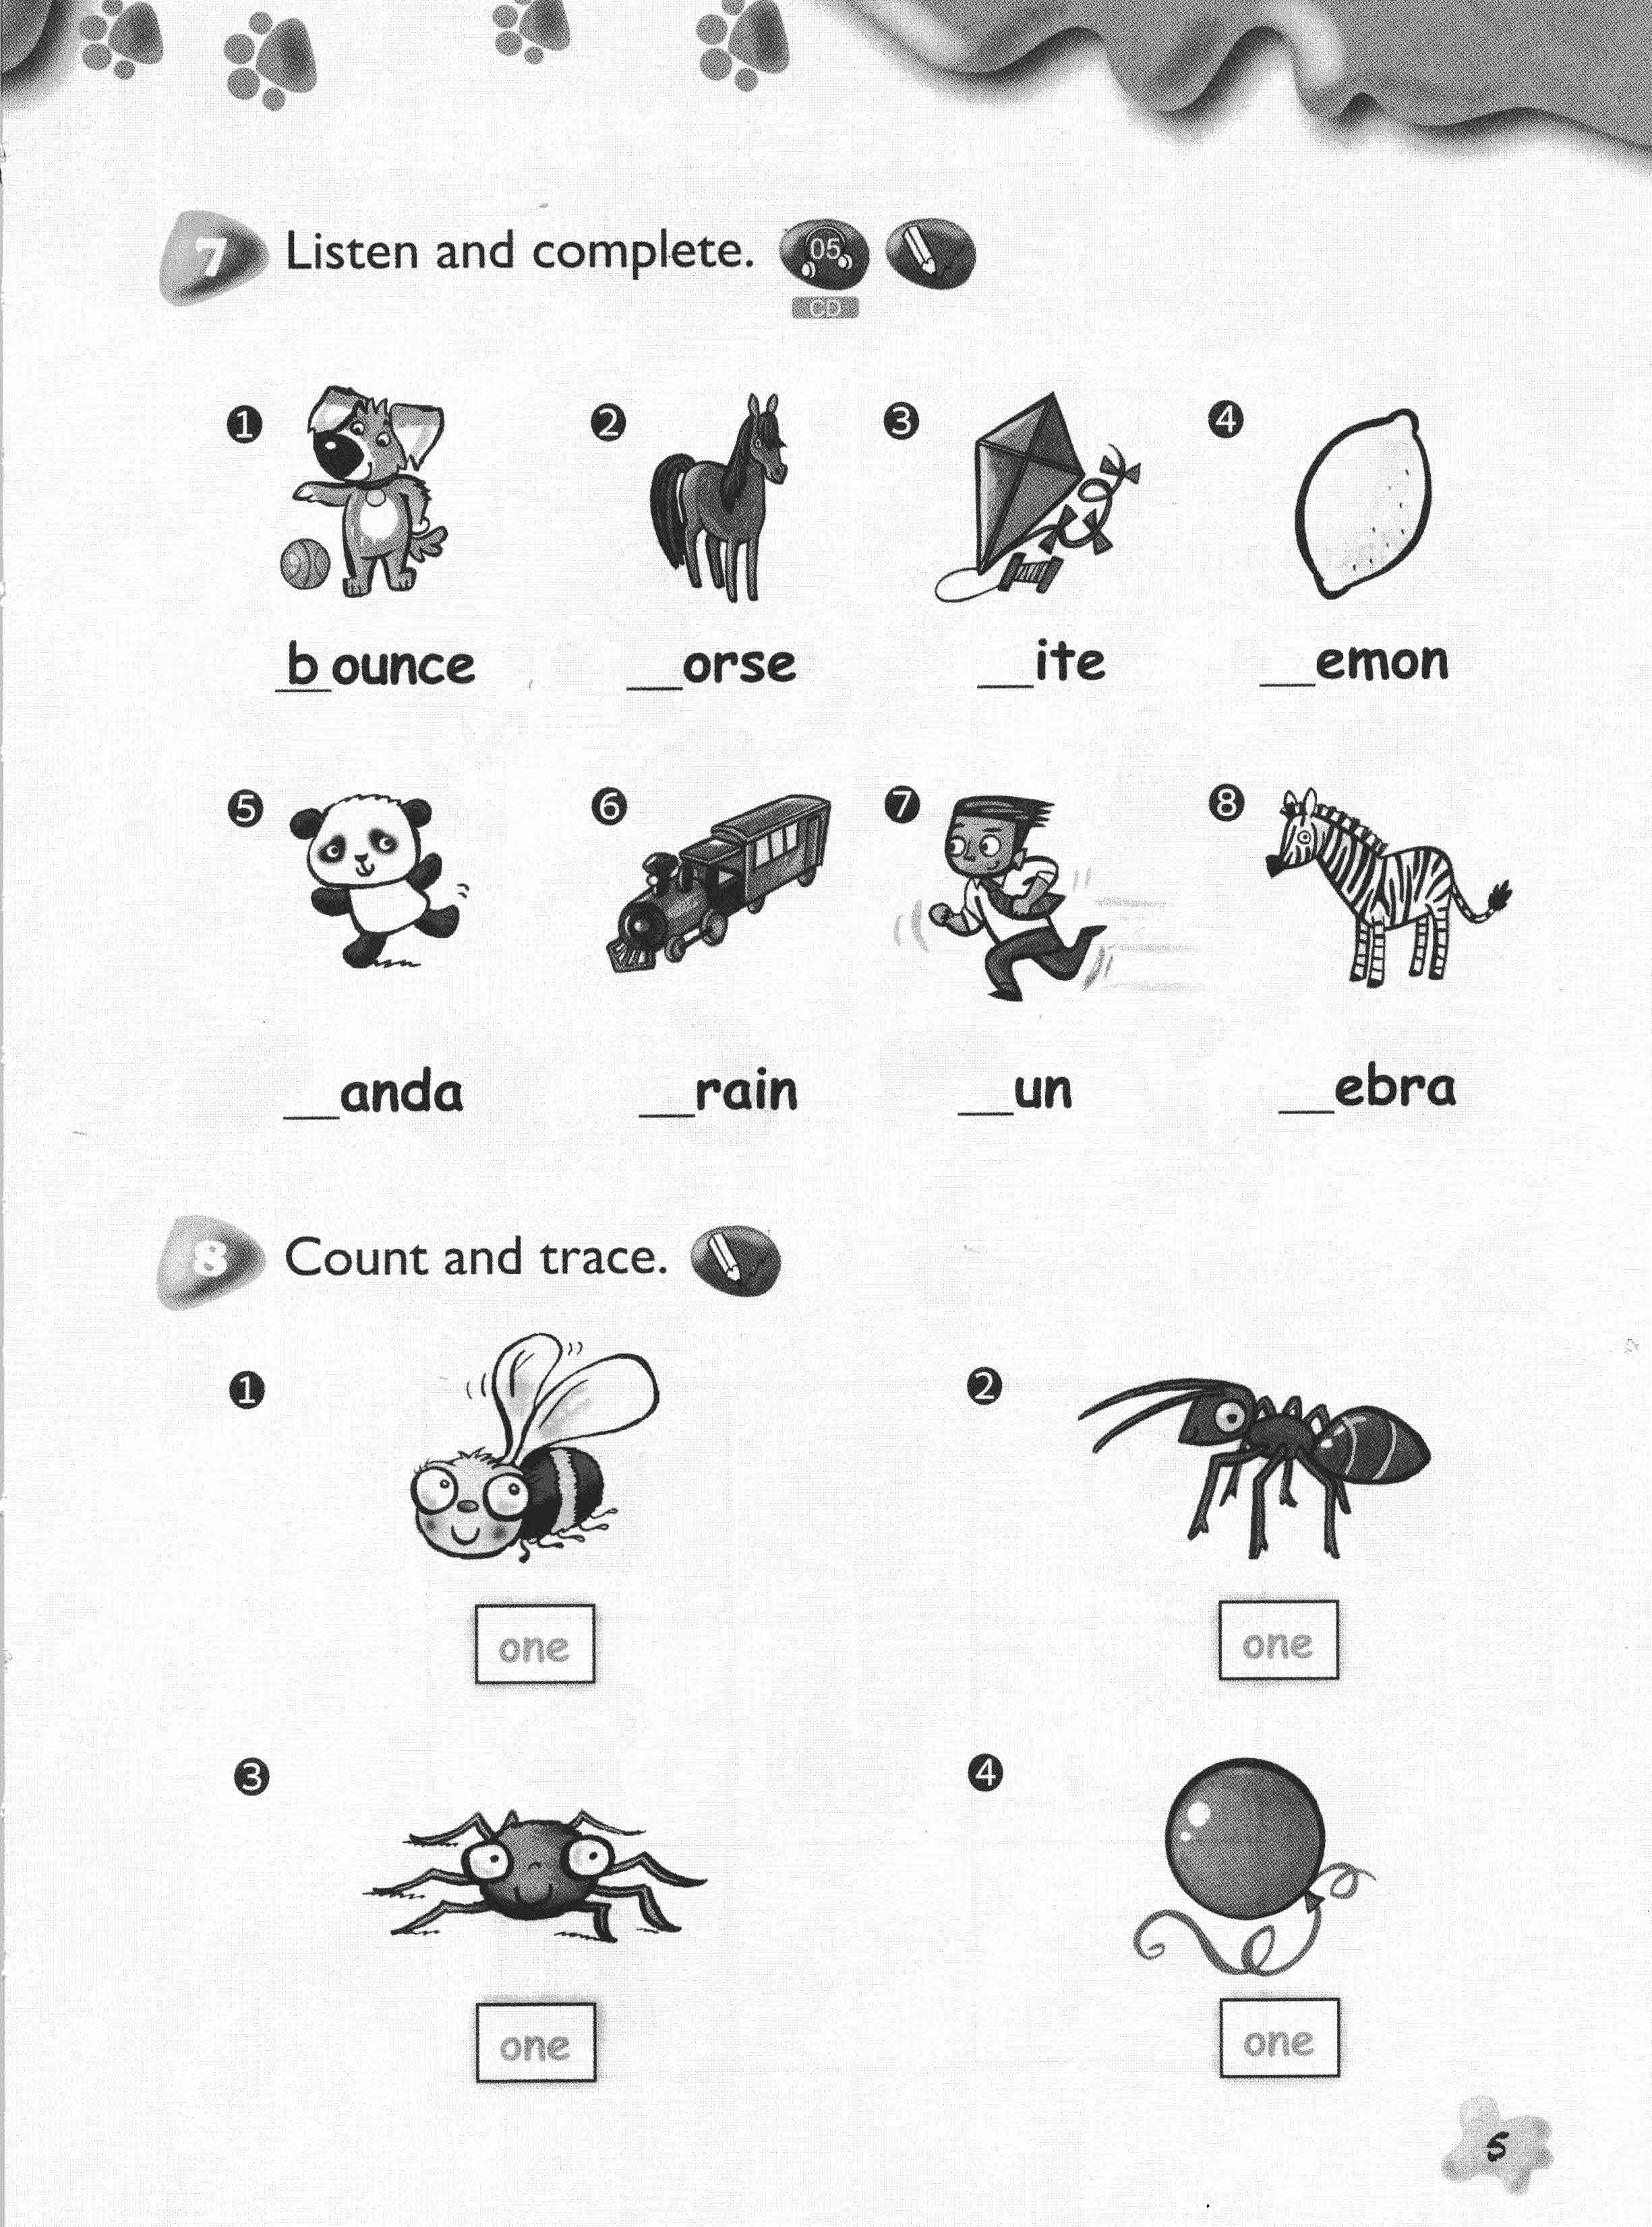 7 Listen and complete. 05
CD
1 2 3 4
b ounce __orse __ite __emon
5 6 7 8
__anda __rain __un __ebra
8 Count and trace.
1 2
one one
3 4
one one
5